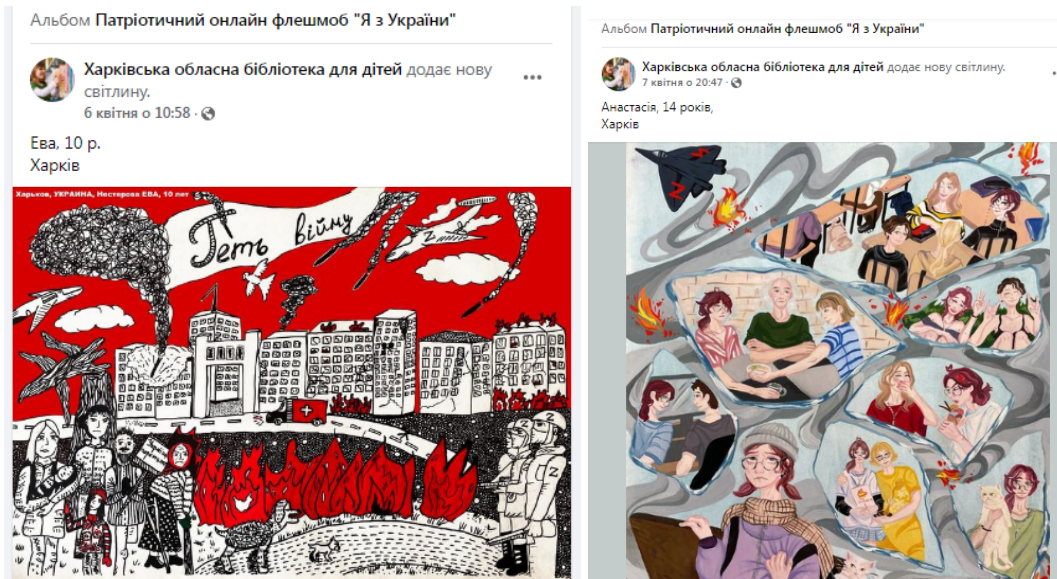 Альбом Патріотичний онлайн флешмоб "Я з України"
Харківська обласна бібліотека для дітей додає нову
світлину.
6 квітня о 10:58 ·
Ева, 10 р.
Харків
Харьков, УКРАИНА, Нестерова ЕВА, 10 лет
Геть війну
Z
Z
Z
Альбом Патріотичний онлайн флешмоб "Я з України"
Харківська обласна бібліотека для дітей додає нову світлину.
7 квітня о 20:47 ·
Анастасія, 14 років,
Харків
Z
Z